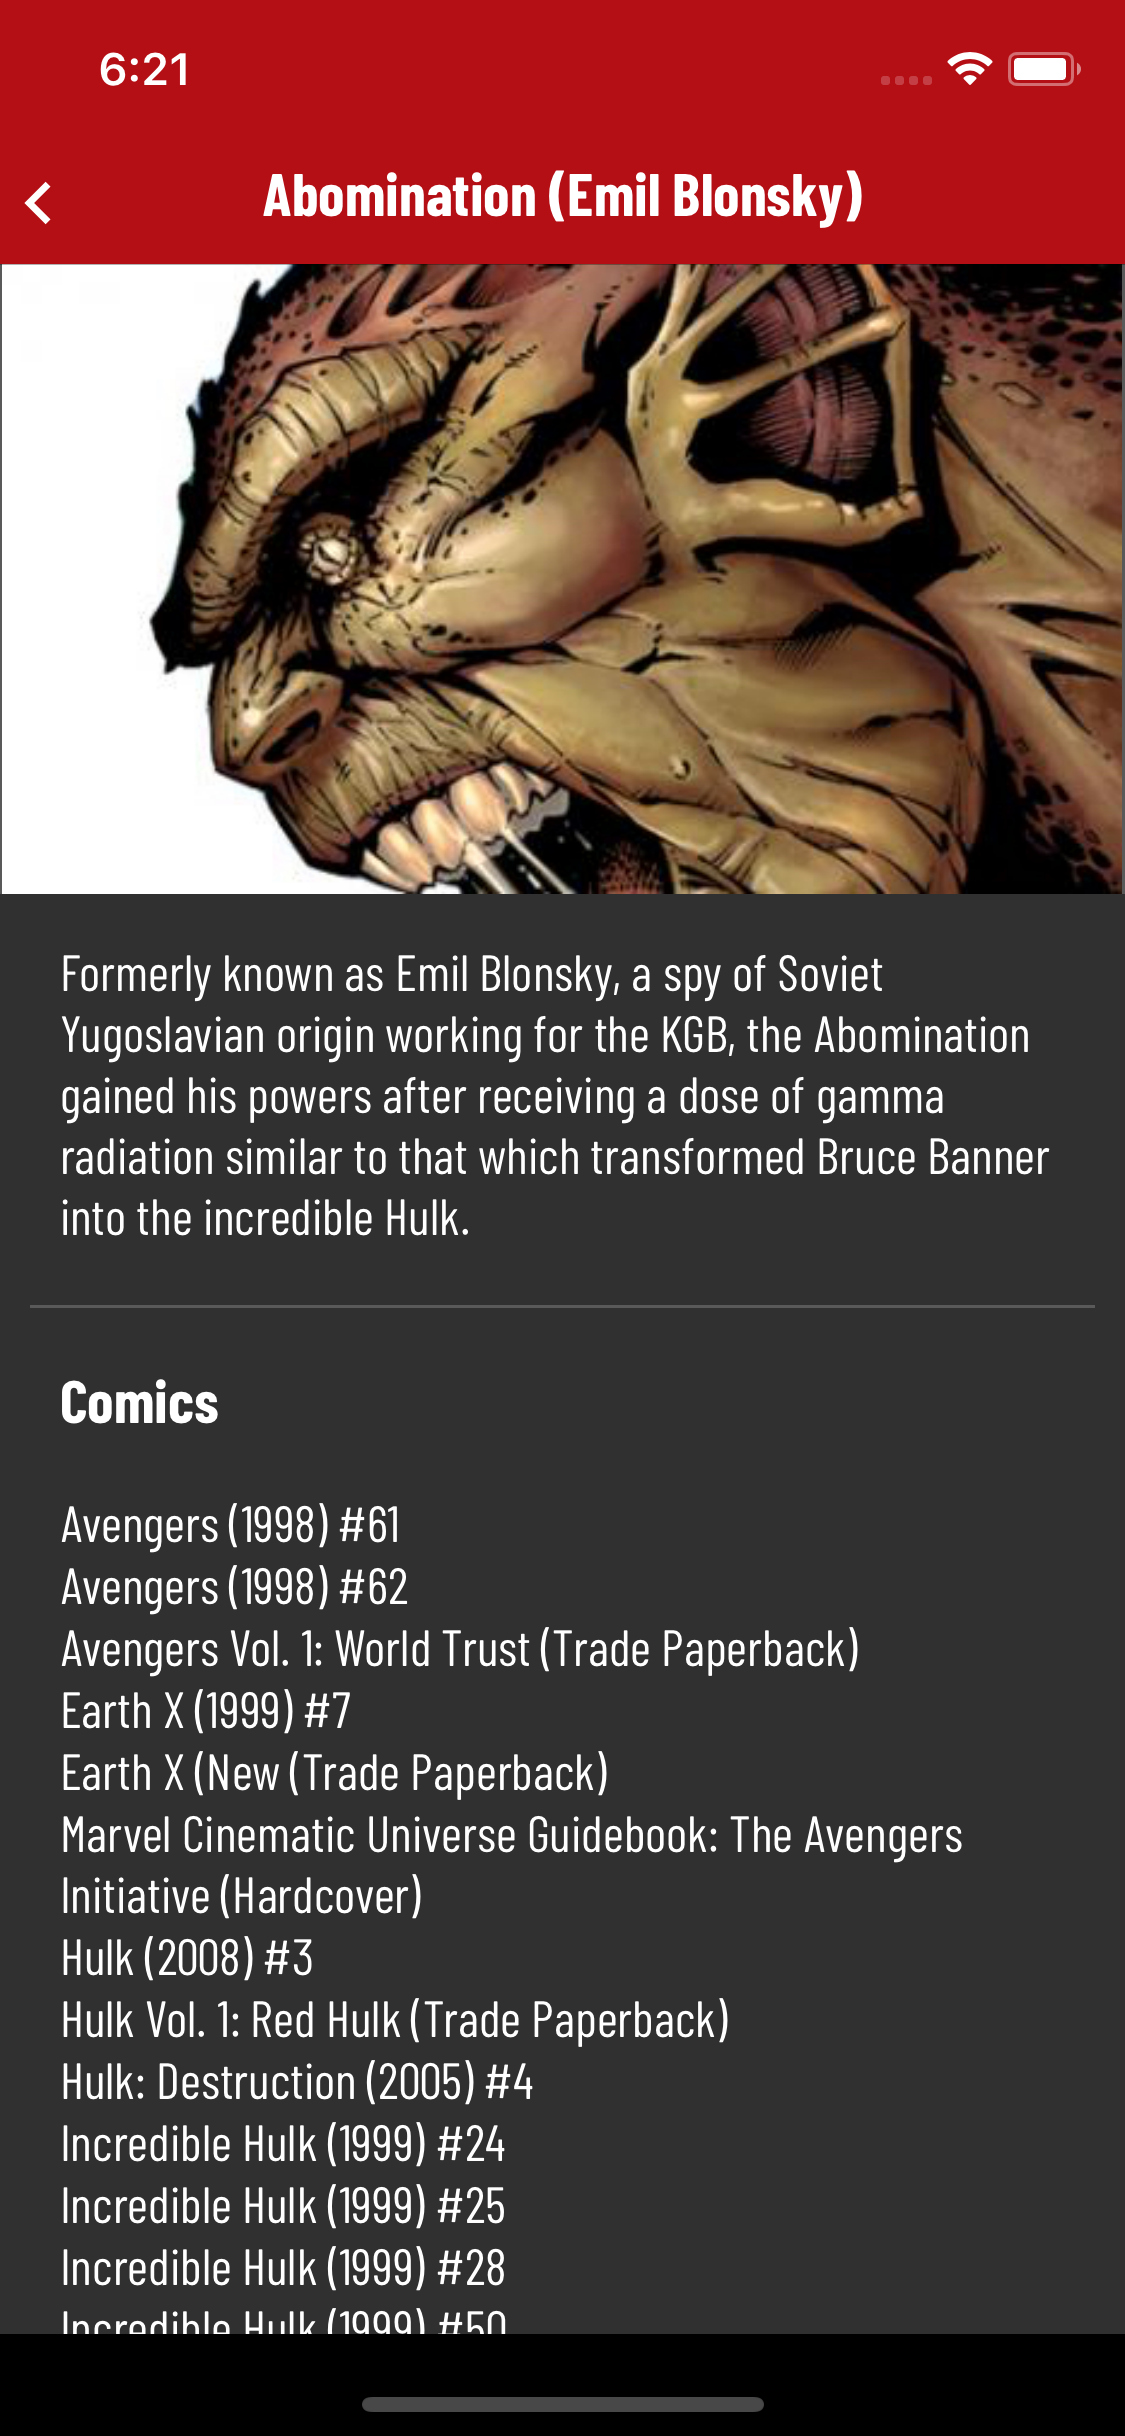 6:21
Abomination (Emil Blonsky)
Formerly known as Emil Blonsky, a spy of Soviet
Yugoslavian origin working for the KGB, the Abomination
gained his powers after receiving a dose of gamma
radiation similar to that which transformed Bruce Banner
into the incredible Hulk.
Comics
Avengers (1998) #61
Avengers (1998) #62
Avengers Vol. 1: World Trust (Trade Paperback)
Earth X (1999) #7
Earth X (New (Trade Paperback)
Marvel Cinematic Universe Guidebook: The Avengers
Initiative (Hardcover)
Hulk (2008) #3
Hulk Vol. 1: Red Hulk (Trade Paperback)
Hulk: Destruction (2005) #4
Incredible Hulk (1999) #24
Incredible Hulk (1999) #25
Incredible Hulk (1999) #28
Incredible Hulk (1999) #50